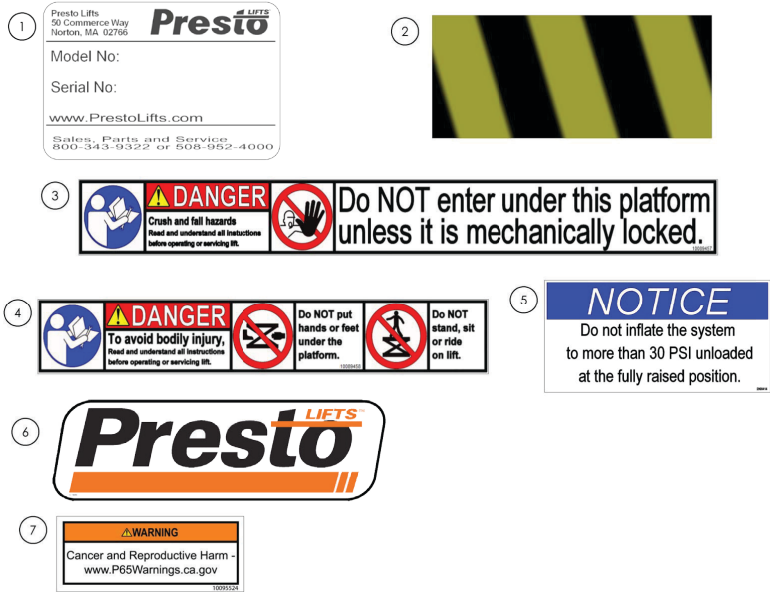 1
Presto Lifts
50 Commerce Way
Norton, MA 02766
Presto LIFTS
Model No:
Serial No:
www.PrestoLifts.com
Sales, Parts and Service
800-343-9322 or 508-952-4000
2
3
DANGER
Crush and fall hazards
Read and understand all instuctions
before operating or servicing lift.
Do NOT enter under this platform
unless it is mechanically locked.
10009457
4
DANGER
To avoid bodily injury,
Read and understand all instructions
before operating or servicing lift.
Do NOT put
hands or feet
under the
platform.
10009458
Do NOT
stand, sit
or ride
on lift.
5
NOTICE
Do not inflate the system
to more than 30 PSI unloaded
at the fully raised position.
6
Presto LIFTS
7
WARNING
Cancer and Reproductive Harm -
www.P65Warnings.ca.gov
10095524